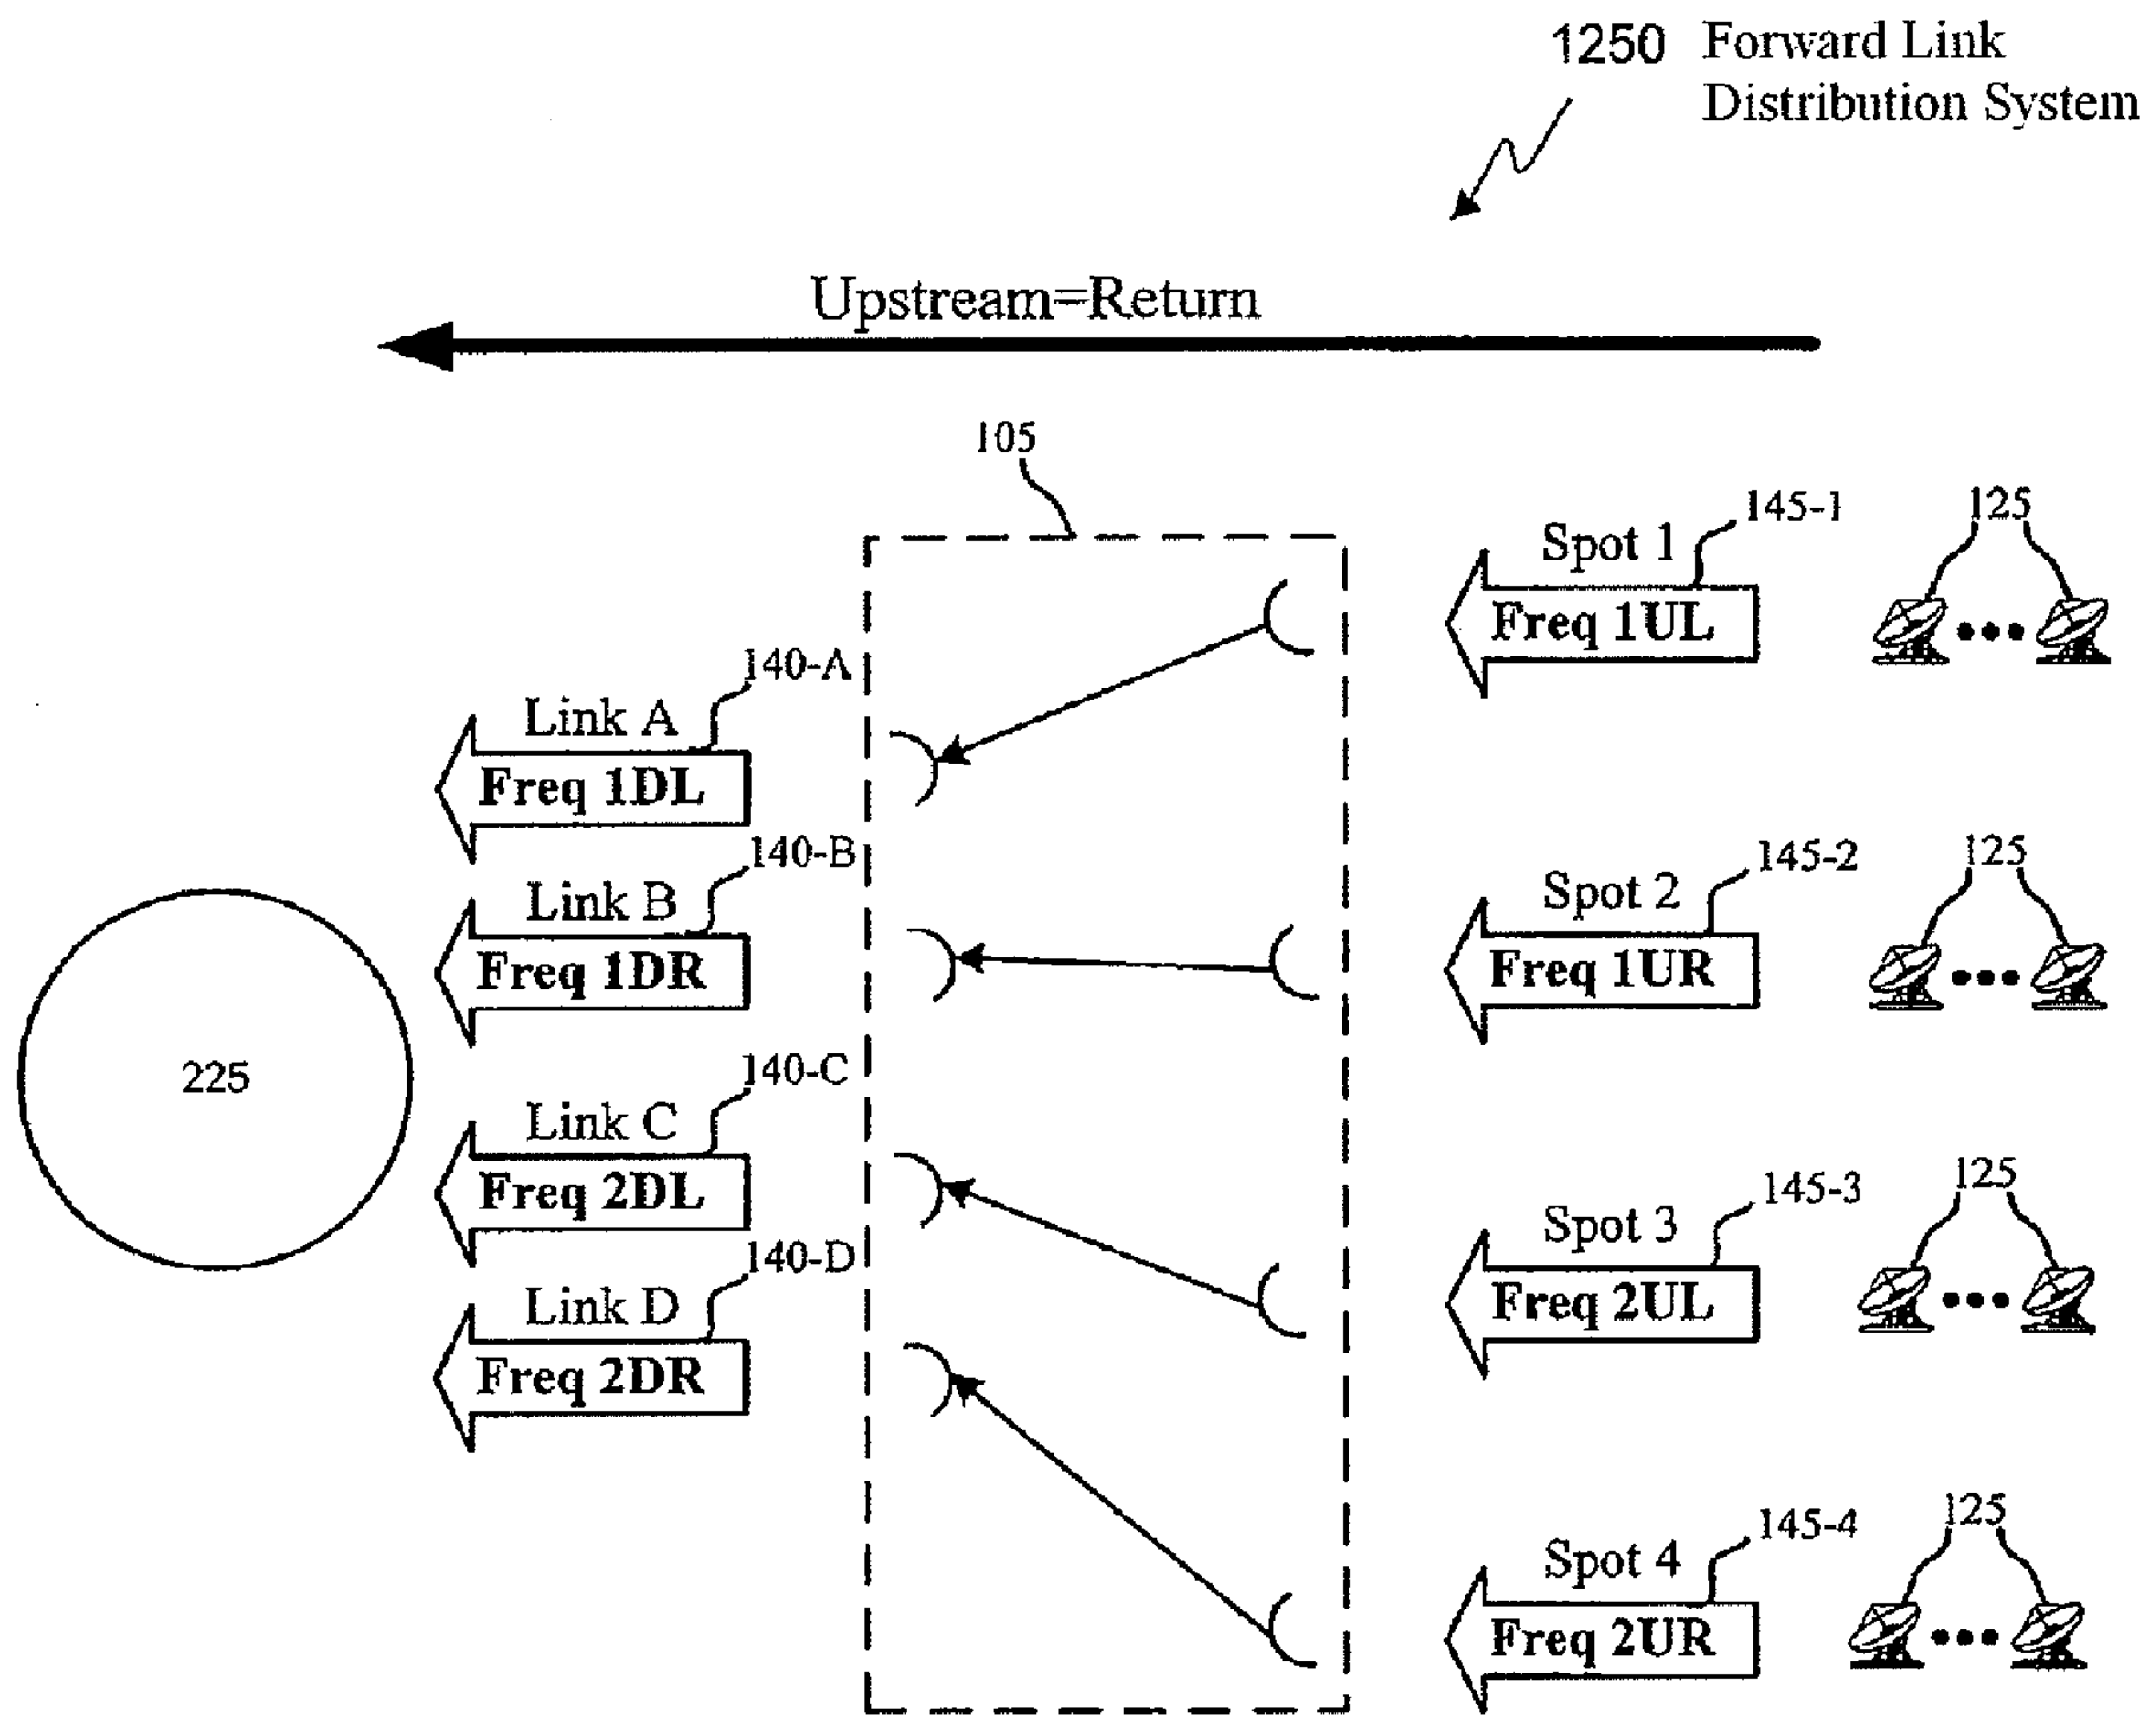 1250 Forward Link
Distribution System
Upstream=Return
105
145-1
125
Spot 1
Freq 1UL
140-A
Link A
Freq 1DL
140-B
145-2
125
Link B
Spot 2
Freq 1DR
Freq 1UR
225
140-C
Link C
145-3
125
Freq 2DL
Spot 3
140-D
Link D
Freq 2UL
Freq 2DR
145-4
125
Spot 4
Freq 2UR